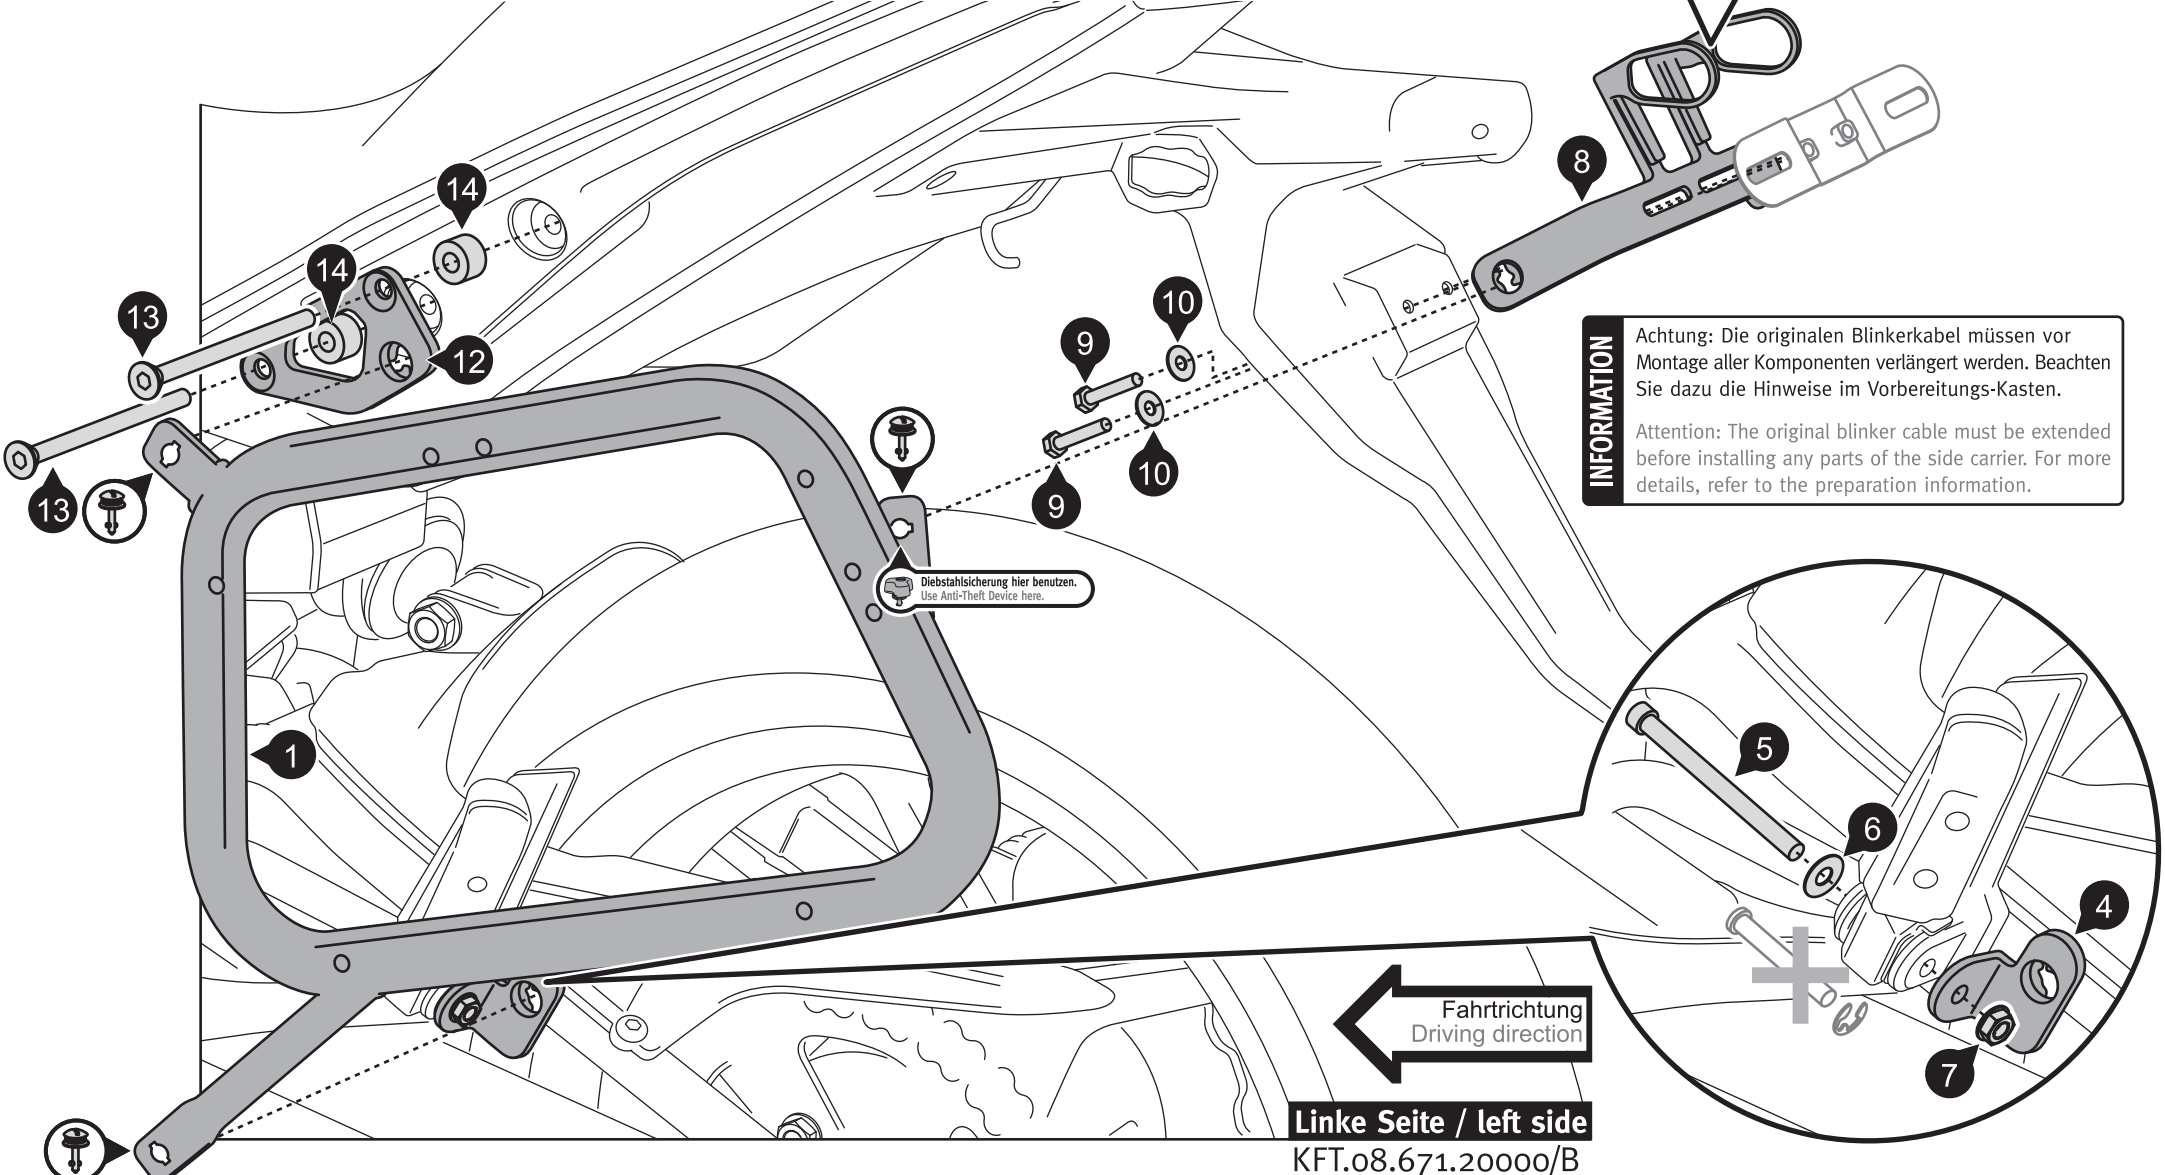 14
8
14
10
13
9
12
INFORMATION
Achtung: Die originalen Blinkerkabel müssen vor
Montage aller Komponenten verlängert werden. Beachten
Sie dazu die Hinweise im Vorbereitungs-Kasten.
Attention: The original blinker cable must be extended
before installing any parts of the side carrier. For more
details, refer to the preparation information.
10
13
9
Diebstahlsicherung hier benutzen.
Use Anti-Theft Device here.
1
5
6
4
Fahrtrichtung
Driving direction
7
Linke Seite / left side
KFT.08.671.20000/B